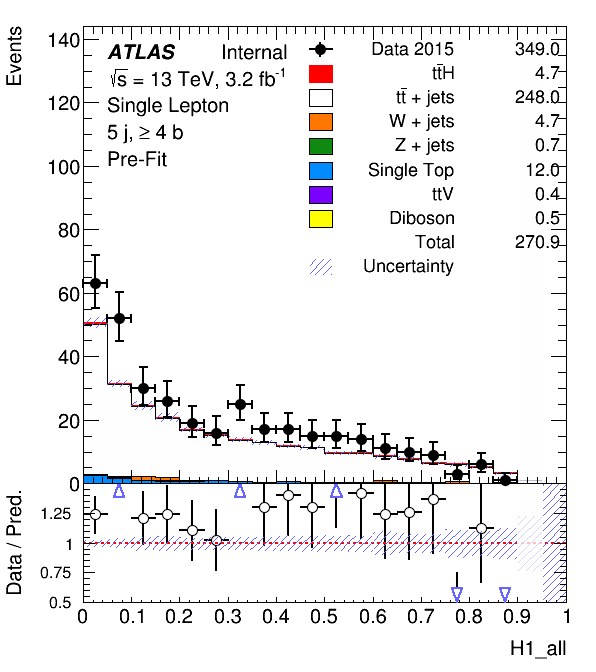 Events
140
120
100
80
60
40
20
0
ATLAS Internal
√s = 13 TeV, 3.2 fb⁻¹
Single Lepton
5 j, ≥ 4 b
Pre-Fit
Data 2015 349.0
tt̄H 4.7
tt̄ + jets 248.0
W + jets 4.7
Z + jets 0.7
Single Top 12.0
ttV 0.4
Diboson 0.5
Total 270.9
Uncertainty
Data / Pred.
1.25
1
0.75
0.5
0 0.1 0.2 0.3 0.4 0.5 0.6 0.7 0.8 0.9 1
H1_all